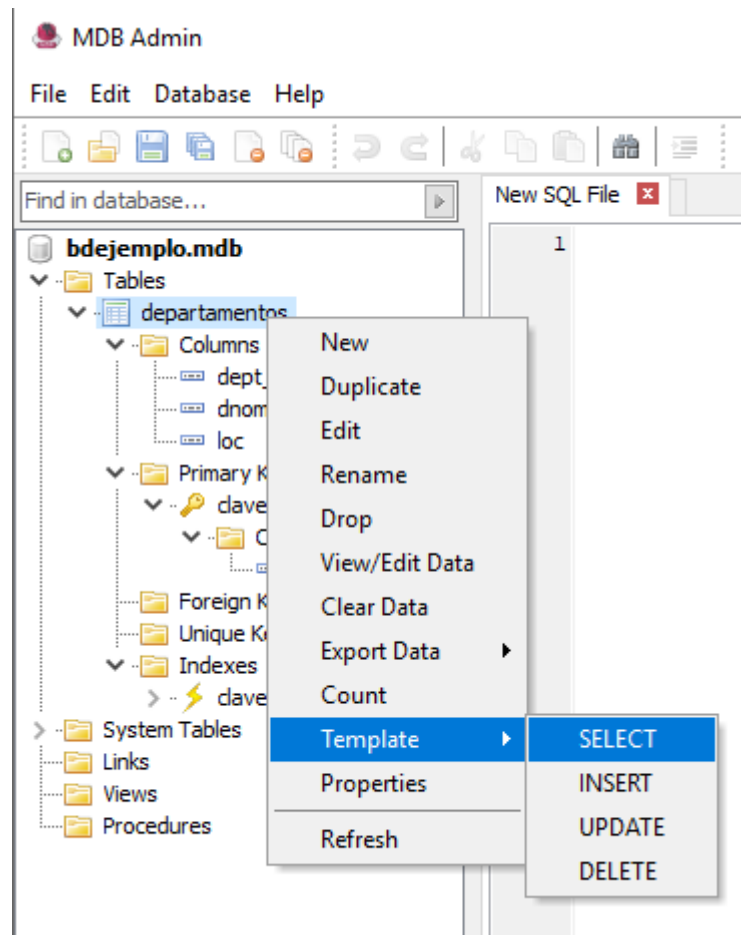 MDB Admin
File Edit Database Help
Find in database...
New SQL File
1
bdejemplo.mdb
Tables
departamentos
Columns
dept_
dnom
loc
Primary K
clave
C
Foreign K
Unique Ke
Indexes
clave
System Tables
Links
Views
Procedures
New
Duplicate
Edit
Rename
Drop
View/Edit Data
Clear Data
Export Data
Count
Template
Properties
Refresh
SELECT
INSERT
UPDATE
DELETE